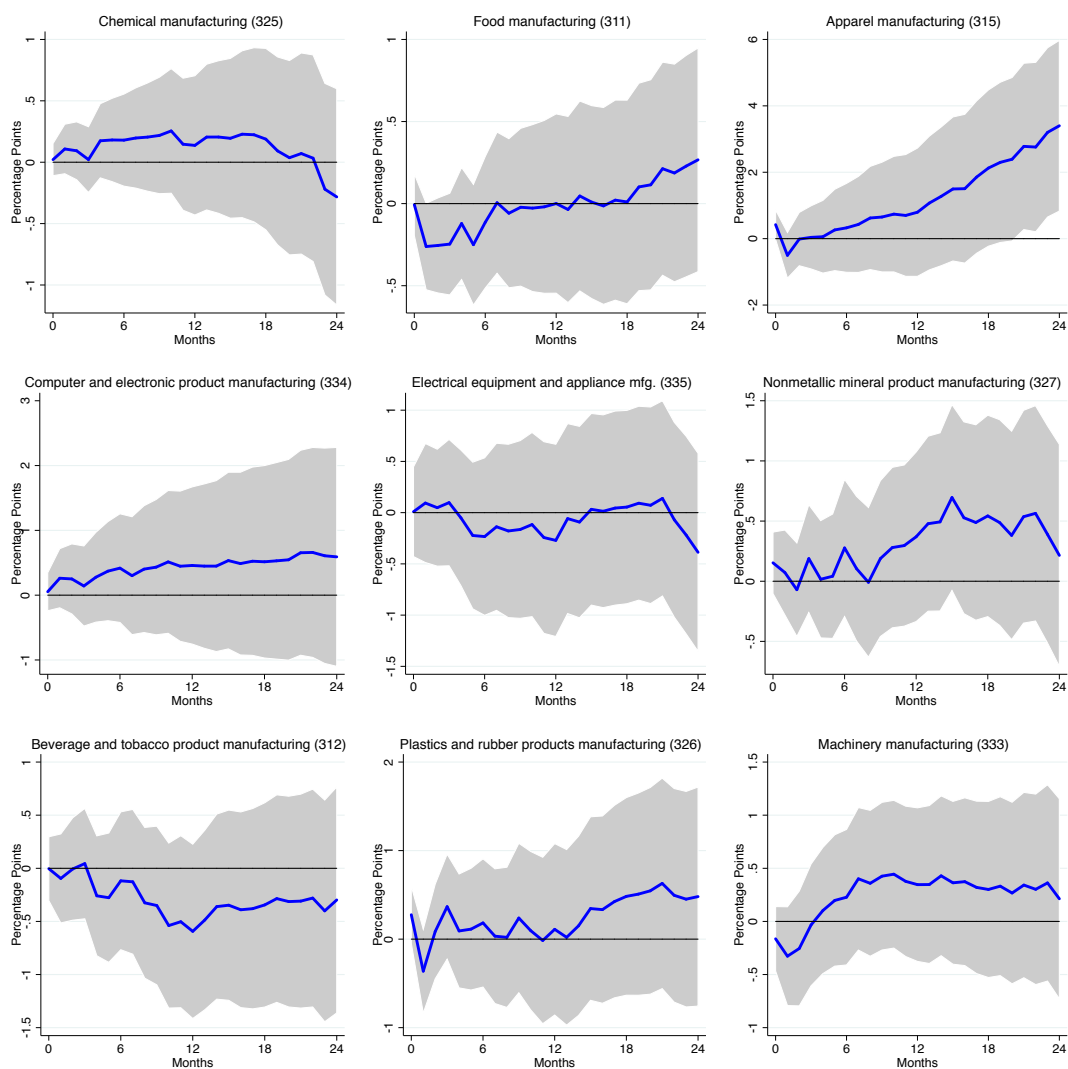 Chemical manufacturing (325)
Percentage Points
1
.5
0
-.5
-1
0 6 12 18 24
Months
Food manufacturing (311)
Percentage Points
1
.5
0
-.5
0 6 12 18 24
Months
Apparel manufacturing (315)
Percentage Points
6
4
2
0
-2
0 6 12 18 24
Months
Computer and electronic product manufacturing (334)
Percentage Points
3
2
1
0
-1
0 6 12 18 24
Months
Electrical equipment and appliance mfg. (335)
Percentage Points
1
.5
0
-.5
-1
-1.5
0 6 12 18 24
Months
Nonmetallic mineral product manufacturing (327)
Percentage Points
1.5
1
.5
0
-.5
0 6 12 18 24
Months
Beverage and tobacco product manufacturing (312)
Percentage Points
1
.5
0
-.5
-1
-1.5
0 6 12 18 24
Months
Plastics and rubber products manufacturing (326)
Percentage Points
2
1
0
-1
0 6 12 18 24
Months
Machinery manufacturing (333)
Percentage Points
1.5
1
.5
0
-.5
-1
0 6 12 18 24
Months